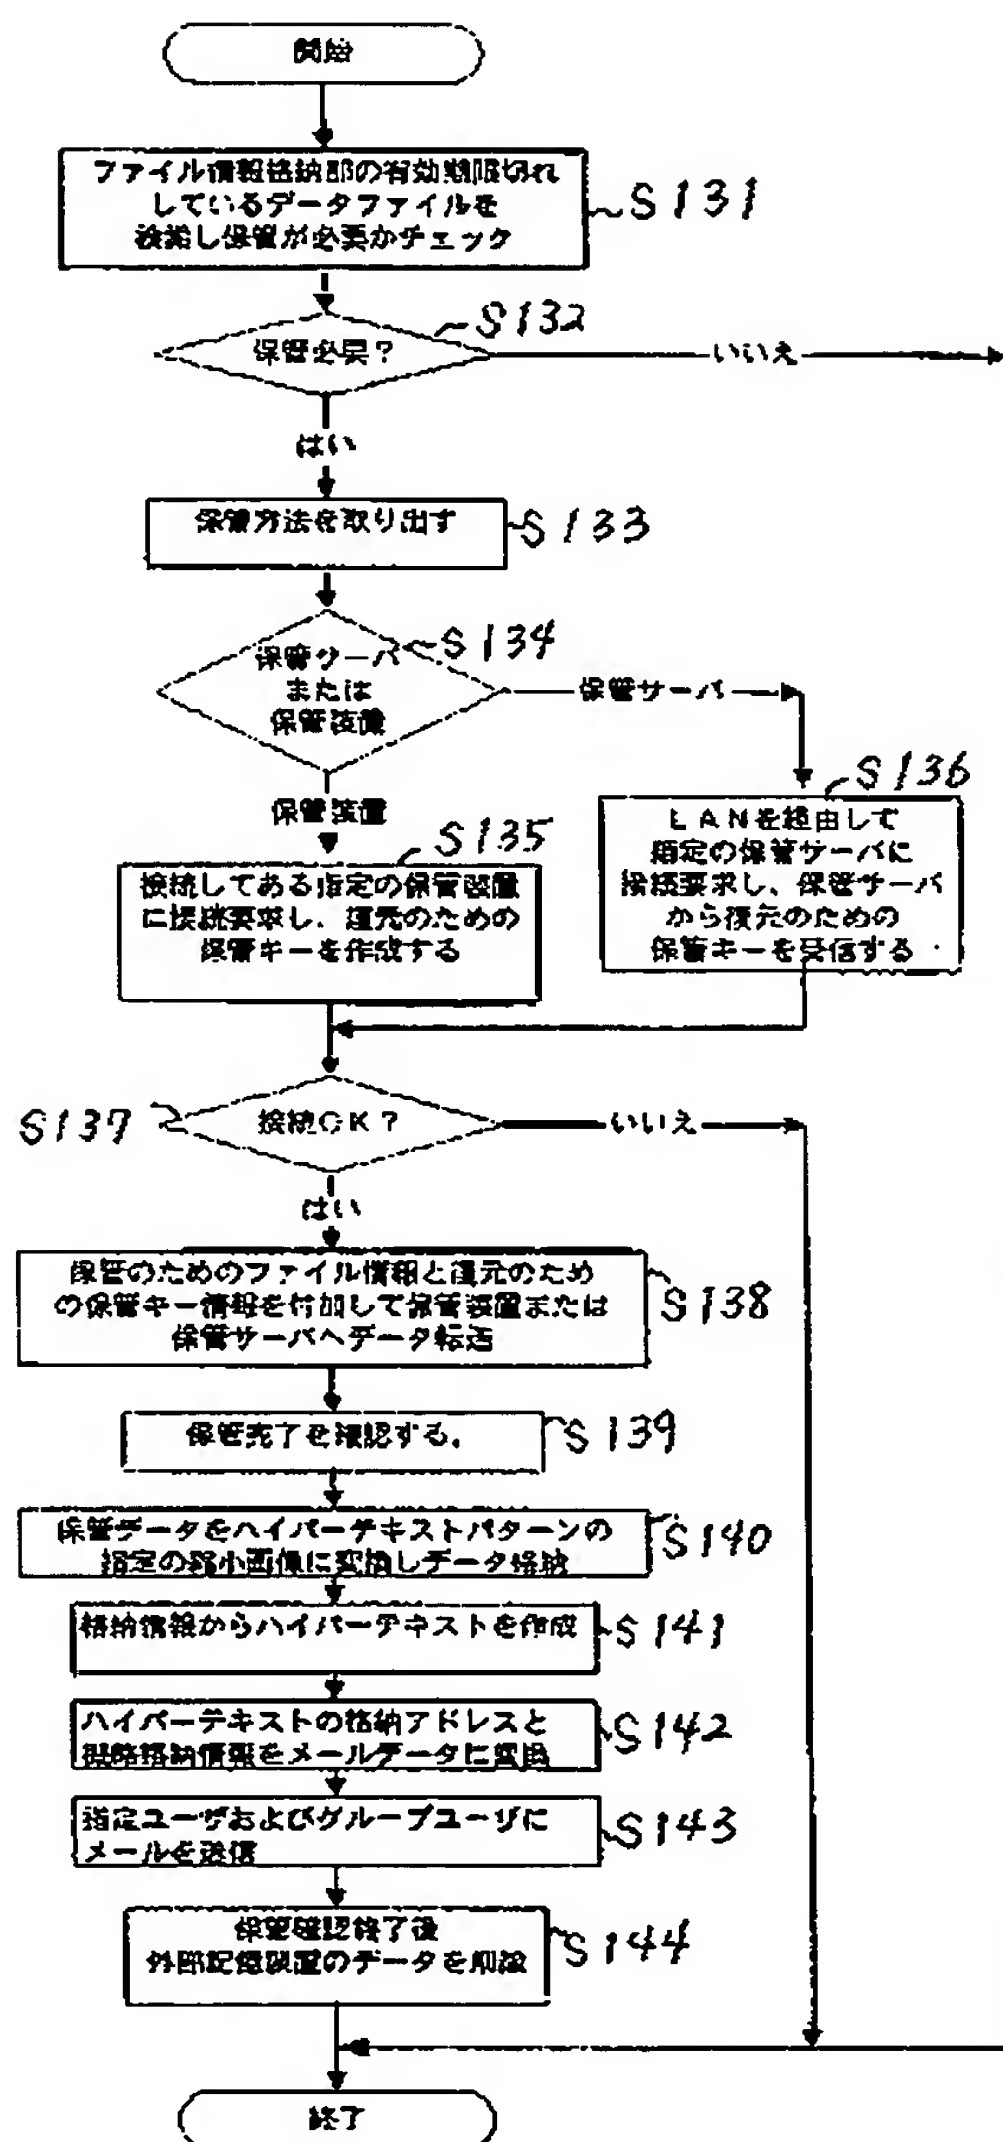 開始
ファイル情報格納部の有効期限切れ
しているデータファイルを
検索し保管が必要かチェック
S131
S132
保管必要?
いいえ
はい
保管方法を取り出す
S133
S134
保管サーバ
または
保管装置
保管サーバ
保管装置
S135
S136
接続してある指定の保管装置
に接続要求し、復元のための
保管キーを作成する
LANを経由して
指定の保管サーバに
接続要求し、保管サーバ
から復元のための
保管キーを受信する
S137
接続OK?
いいえ
はい
保管のためのファイル情報と復元のため
の保管キー情報を付加して保管装置または
保管サーバへデータ転送
S138
保管完了を確認する。
S139
保管データをハイパーテキストパターンの
指定の縮小画像に変換しデータ格納
S140
格納情報からハイパーテキストを作成
S141
ハイパーテキストの格納アドレスと
概略格納情報をメールデータに変換
S142
指定ユーザおよびグループユーザに
メールを送信
S143
保管確認終了後
外部記憶装置のデータを削除
S144
終了